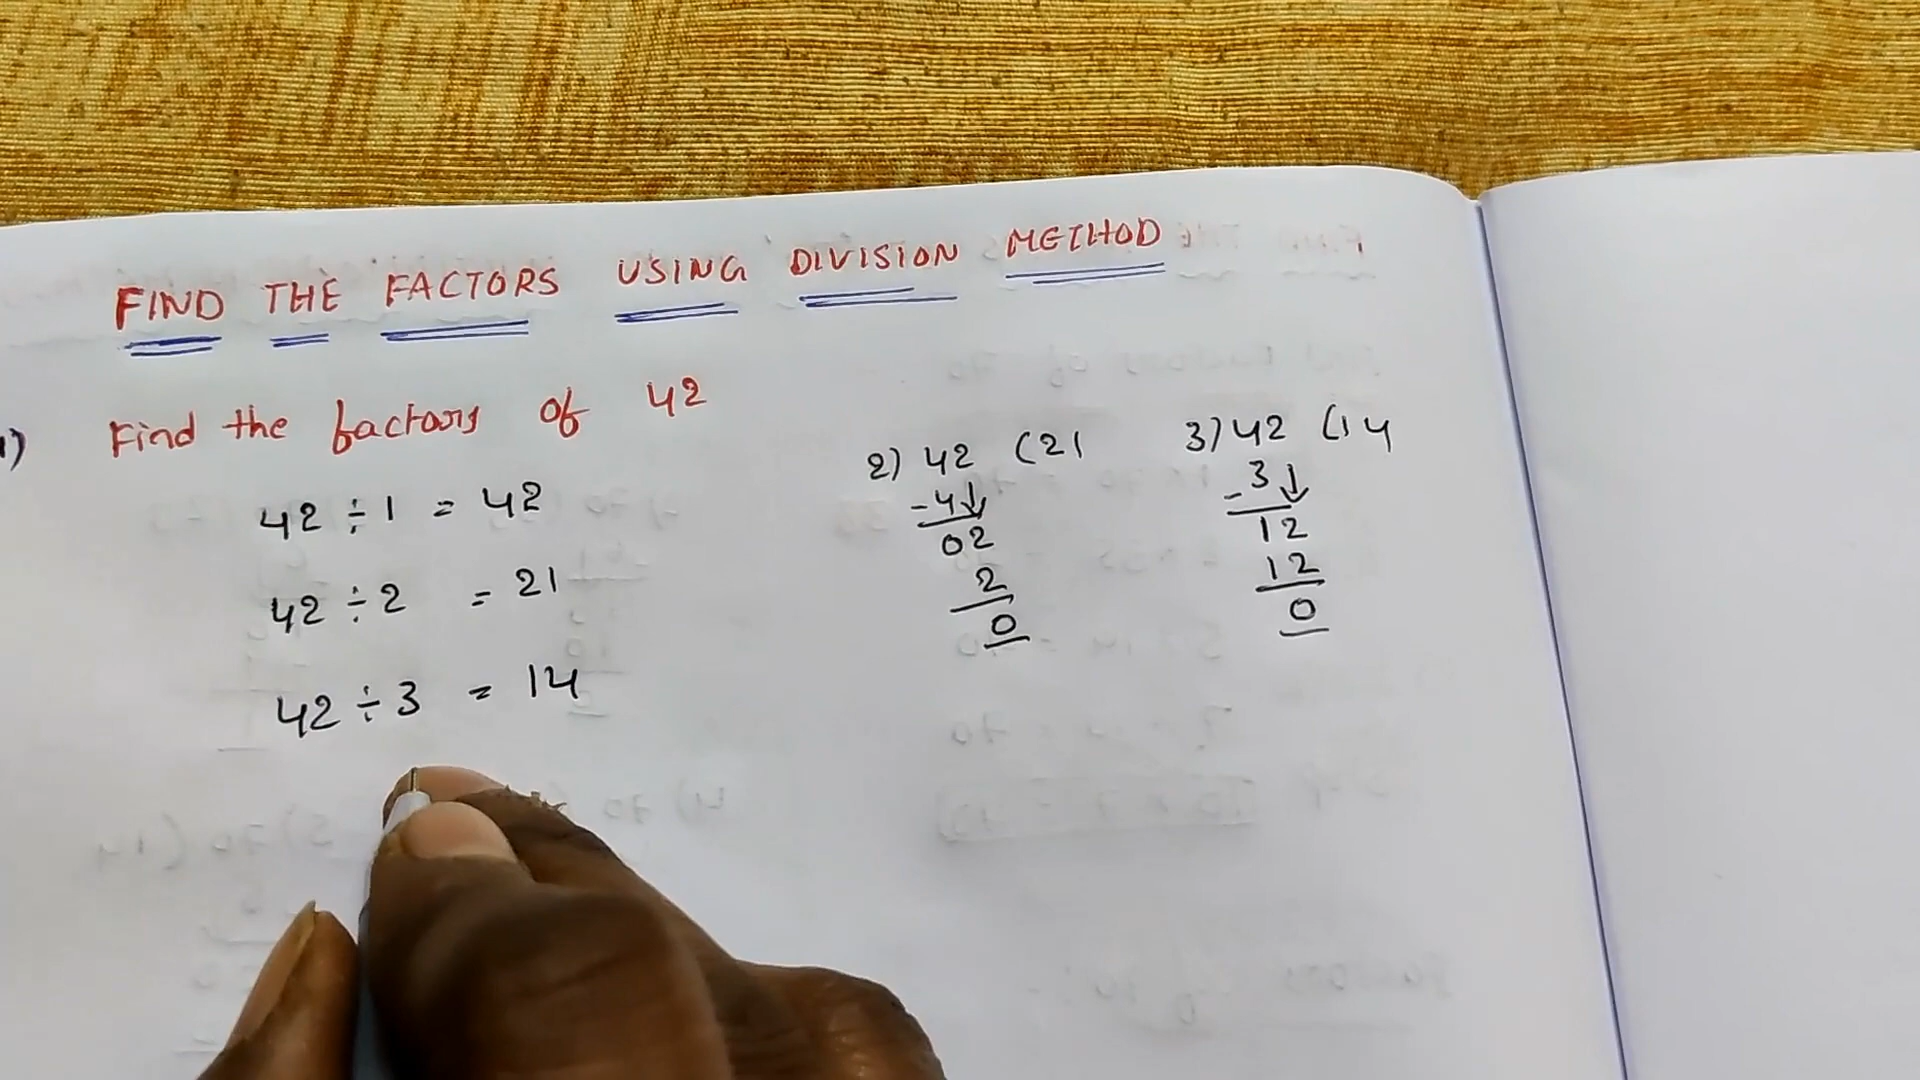 FIND THE FACTORS USING DIVISION METHOD
1) Find the factors of 42
42 ÷ 1 = 42
42 ÷ 2 = 21
42 ÷ 3 = 14
2) 42 (21
- 4↓
02
2
0
3) 42 (14
- 3↓
12
12
0